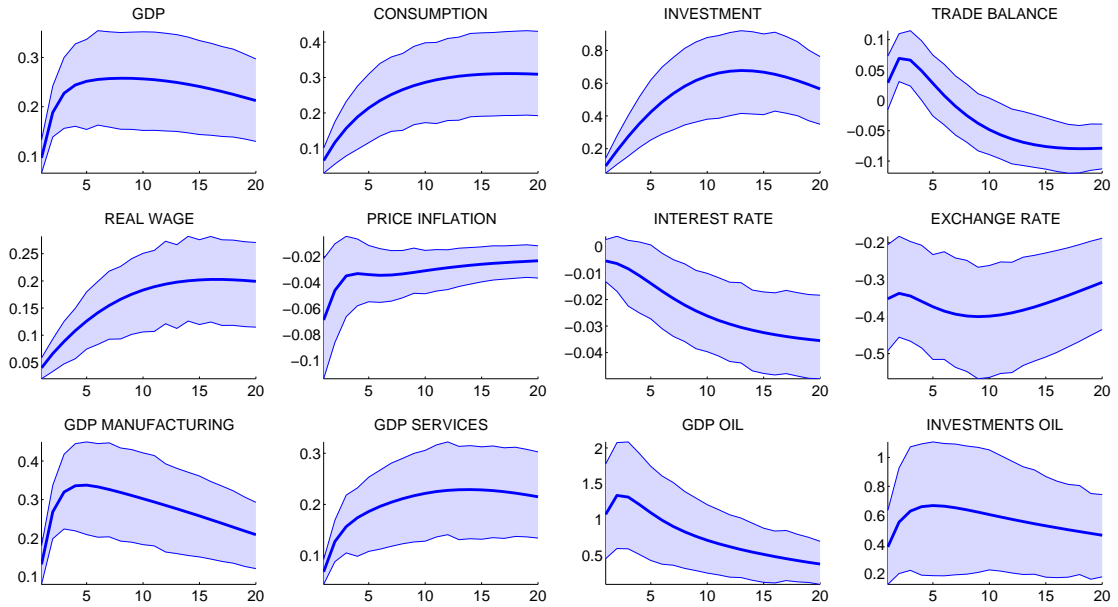 GDP CONSUMPTION INVESTMENT TRADE BALANCE
0.3 0.2 0.1
5 10 15 20
0.4 0.3 0.2 0.1
5 10 15 20
0.8 0.6 0.4 0.2
5 10 15 20
0.1 0.05 0 −0.05 −0.1
5 10 15 20
REAL WAGE PRICE INFLATION INTEREST RATE EXCHANGE RATE
0.25 0.2 0.15 0.1 0.05
5 10 15 20
−0.02 −0.04 −0.06 −0.08 −0.1
5 10 15 20
0 −0.01 −0.02 −0.03 −0.04
5 10 15 20
−0.2 −0.3 −0.4 −0.5
5 10 15 20
GDP MANUFACTURING GDP SERVICES GDP OIL INVESTMENTS OIL
0.4 0.3 0.2 0.1
5 10 15 20
0.3 0.2 0.1
5 10 15 20
2 1.5 1 0.5
5 10 15 20
1 0.8 0.6 0.4 0.2
5 10 15 20